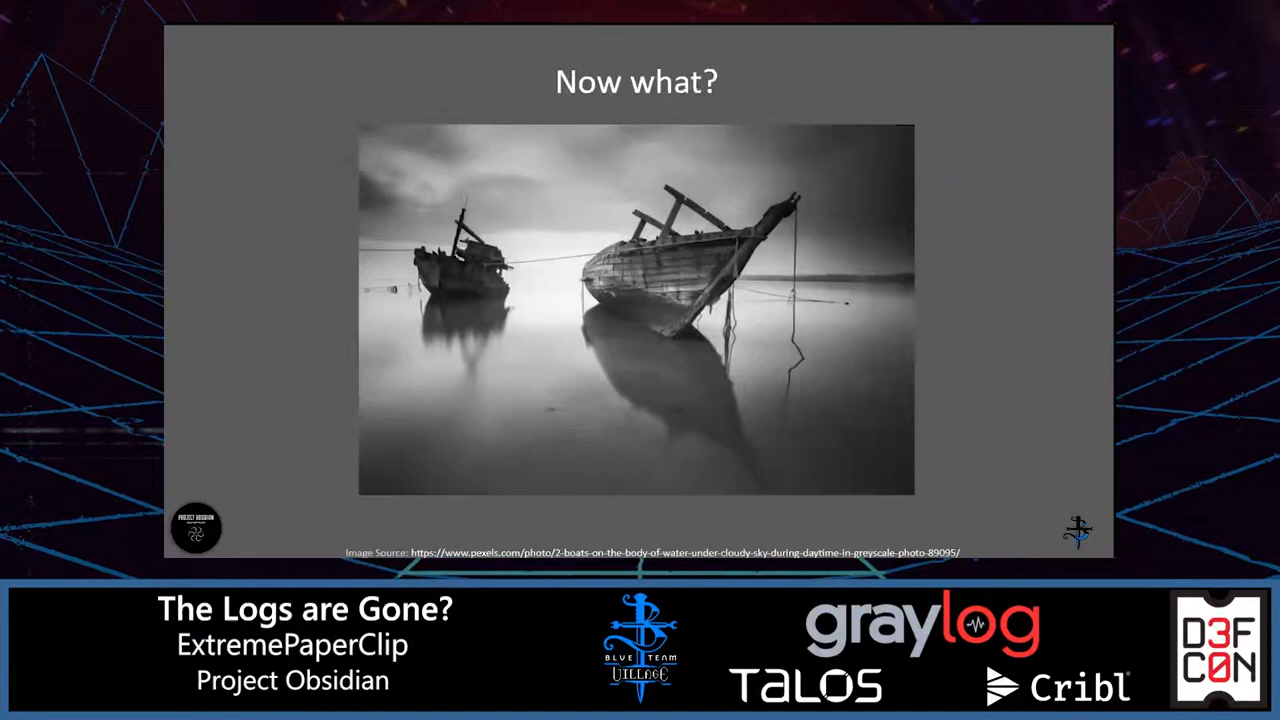 Now what?
PROJECT OBSIDIAN
Image Source: https://www.pexels.com/photo/2-boats-on-the-body-of-water-under-cloudy-sky-during-daytime-in-greyscale-photo-89095/
The Logs are Gone?
ExtremePaperClip
Project Obsidian
BLUE TEAM
VILLAGE
graylog
TALOS
Cribl
D3F
C0N